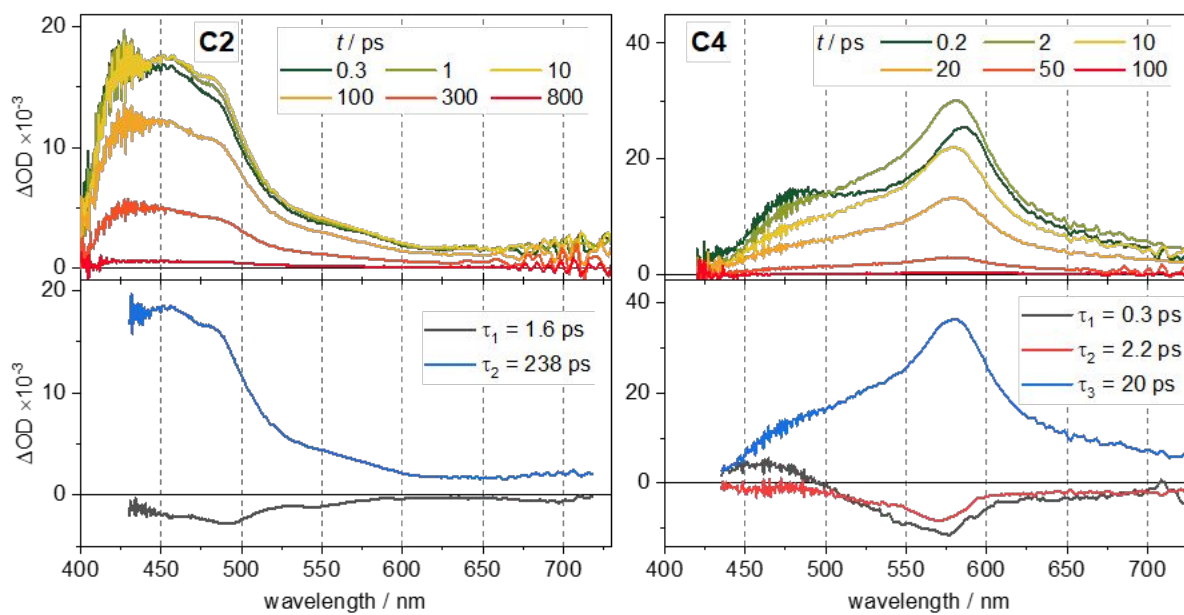 C2
t / ps
0.3 1 10
100 300 800
ΔOD ×10⁻³
20
10
0
C4
t / ps
0.2 2 10
20 50 100
40
20
0
τ₁ = 1.6 ps
τ₂ = 238 ps
ΔOD ×10⁻³
20
10
0
400 450 500 550 600 650 700
wavelength / nm
τ₁ = 0.3 ps
τ₂ = 2.2 ps
τ₃ = 20 ps
40
20
0
400 450 500 550 600 650 700
wavelength / nm